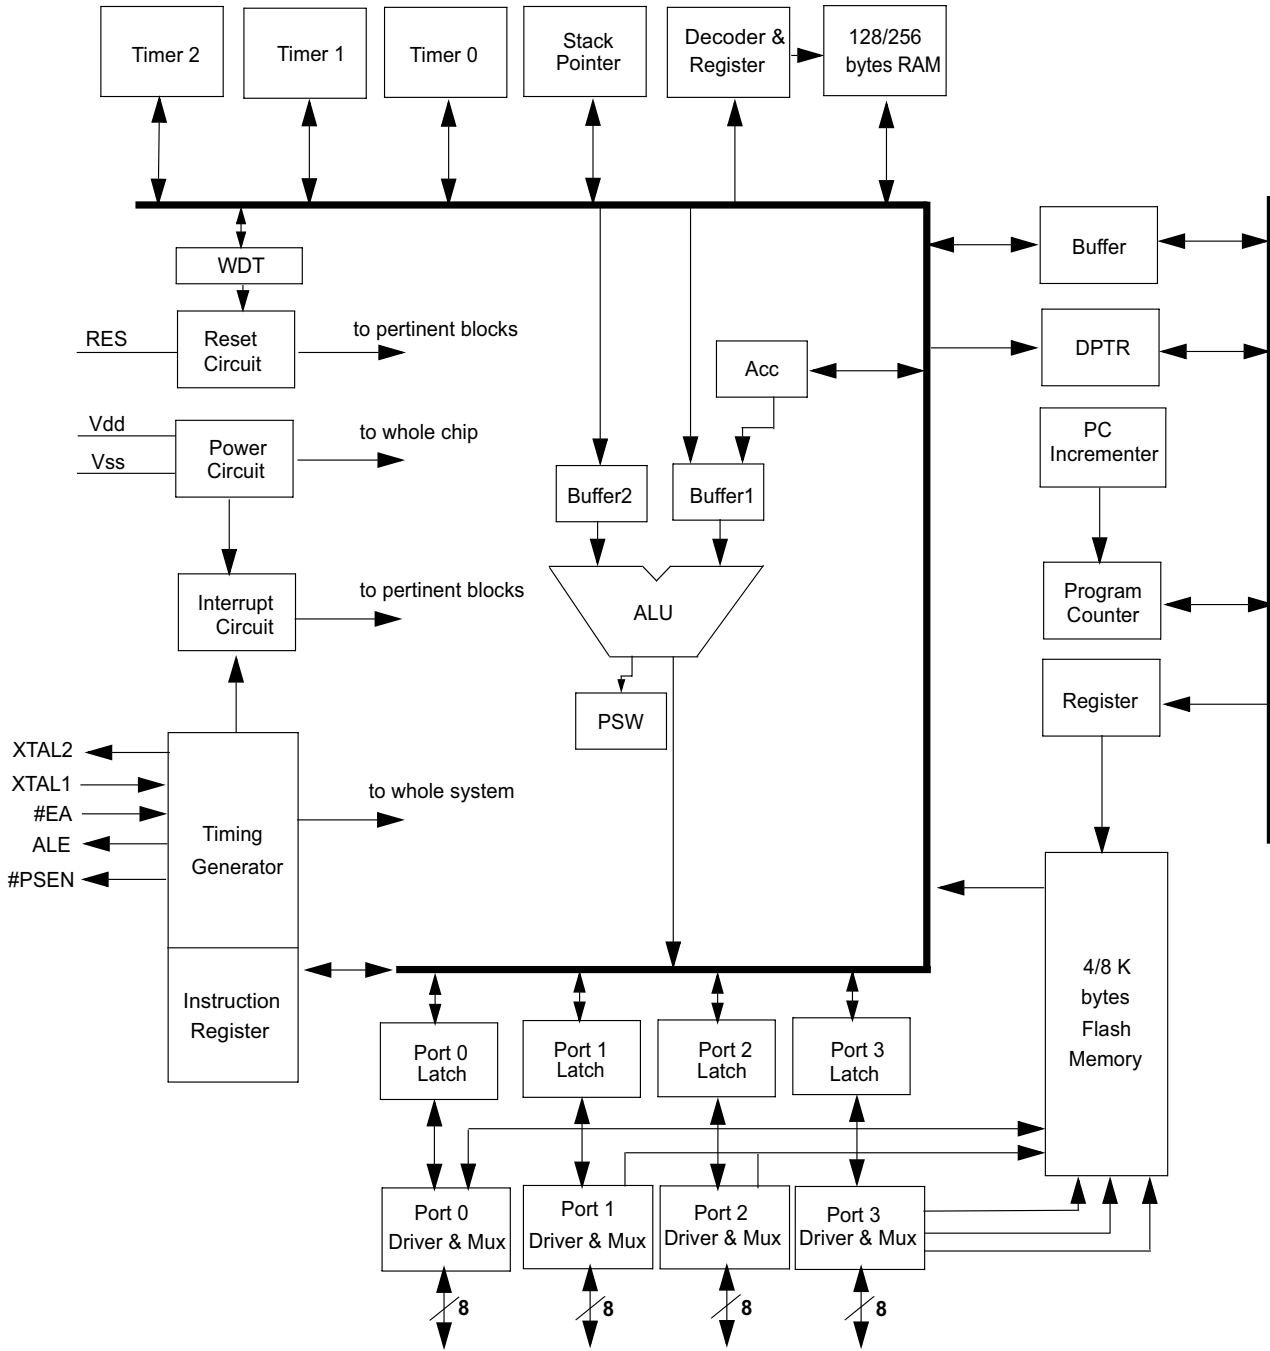 Timer 2
Timer 1
Timer 0
Stack
Pointer
Decoder &
Register
128/256
bytes RAM
WDT
Buffer
RES
Reset
Circuit
to pertinent blocks
DPTR
Acc
Vdd
Vss
Power
Circuit
to whole chip
PC
Incrementer
Buffer2
Buffer1
Interrupt
Circuit
to pertinent blocks
ALU
Program
Counter
PSW
Register
XTAL2
XTAL1
#EA
ALE
#PSEN
Timing
Generator
to whole system
Instruction
Register
4/8 K
bytes
Flash
Memory
Port 0
Latch
Port 1
Latch
Port 2
Latch
Port 3
Latch
Port 0
Driver & Mux
Port 1
Driver & Mux
Port 2
Driver & Mux
Port 3
Driver & Mux
8
8
8
8